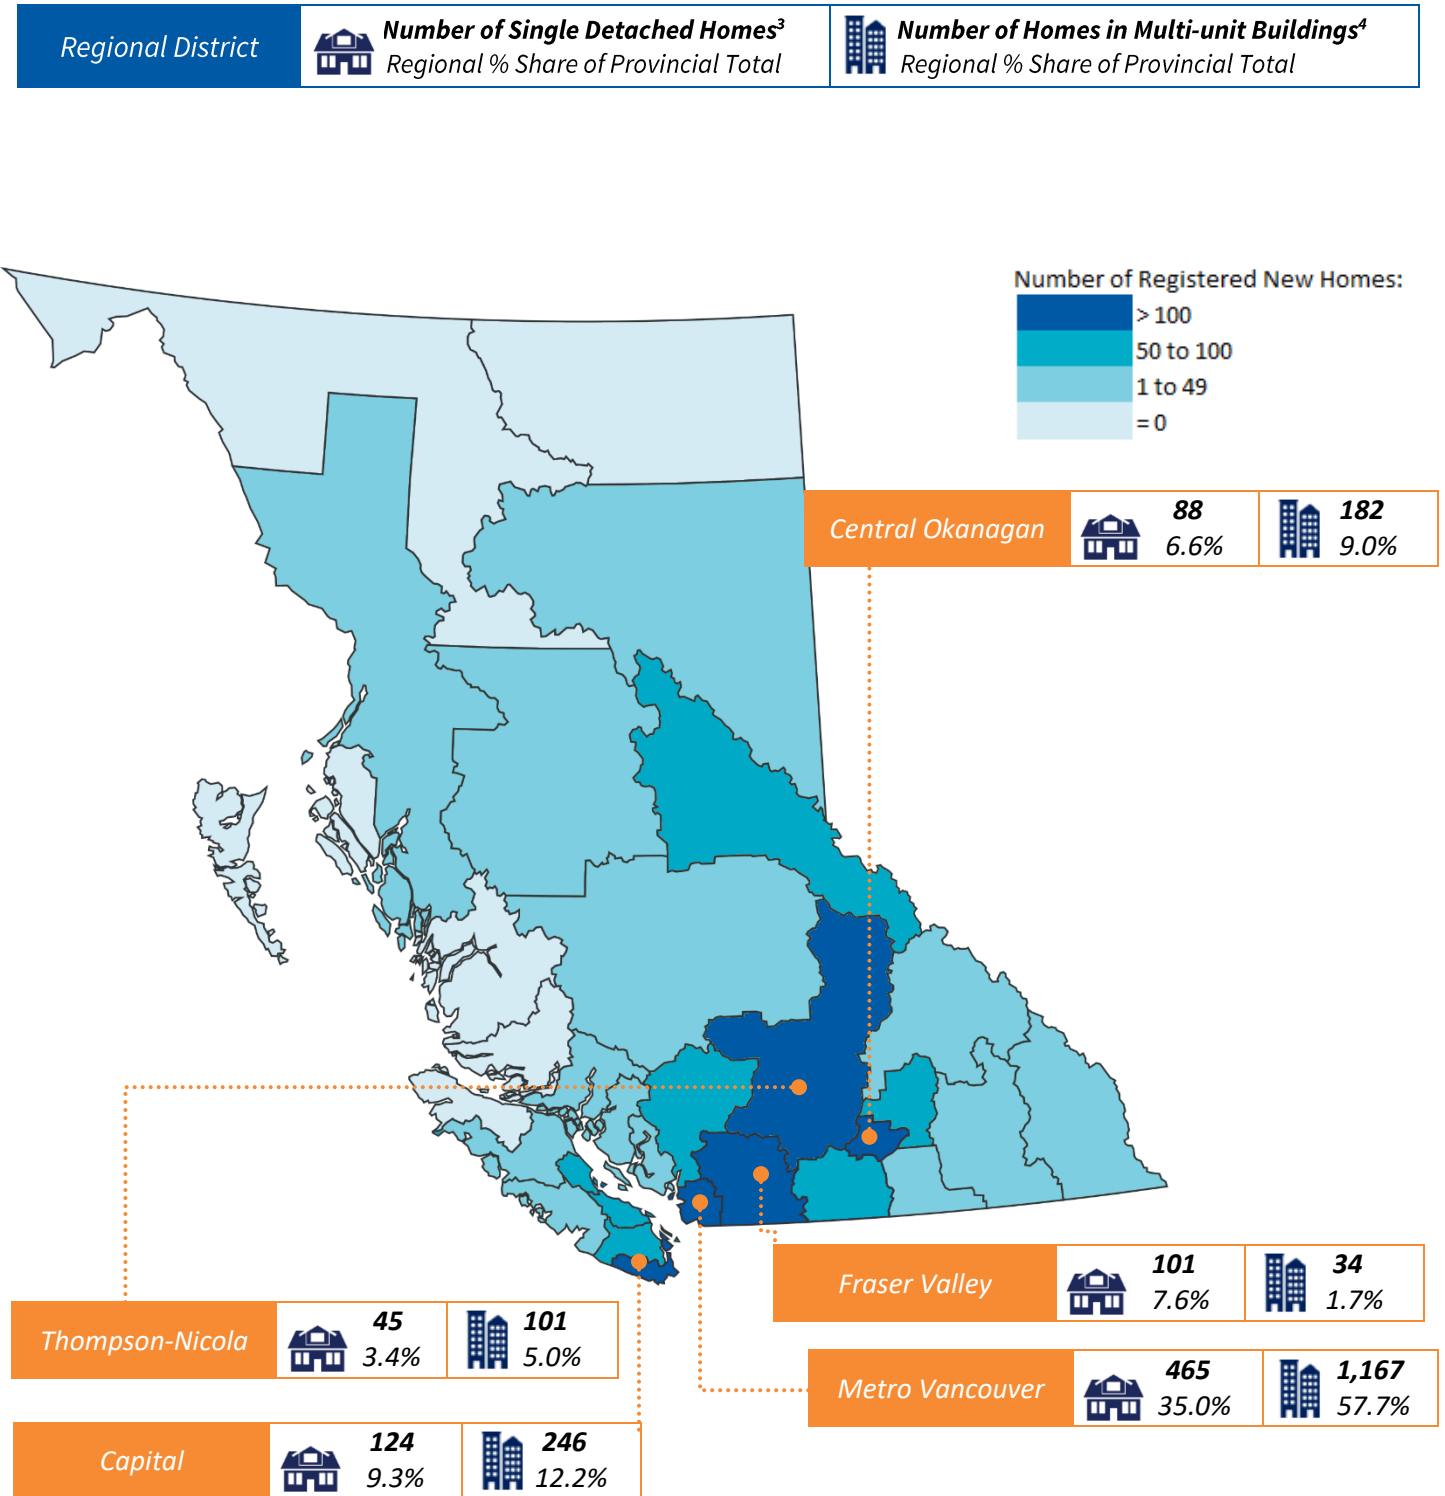 Regional District
Number of Single Detached Homes³
Regional % Share of Provincial Total
Number of Homes in Multi-unit Buildings⁴
Regional % Share of Provincial Total
Number of Registered New Homes:
> 100
50 to 100
1 to 49
= 0
Central Okanagan
88
6.6%
182
9.0%
Fraser Valley
101
7.6%
34
1.7%
Thompson-Nicola
45
3.4%
101
5.0%
Metro Vancouver
465
35.0%
1,167
57.7%
Capital
124
9.3%
246
12.2%